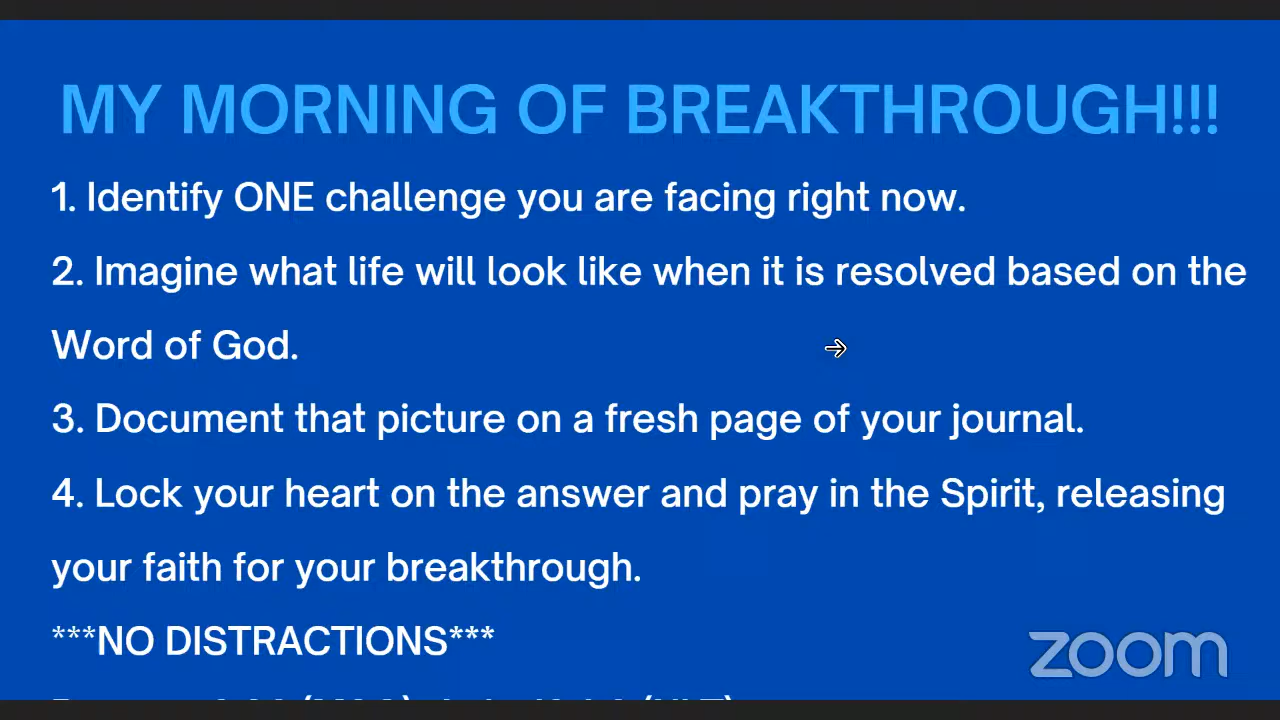 MY MORNING OF BREAKTHROUGH!!!
1. Identify ONE challenge you are facing right now.
2. Imagine what life will look like when it is resolved based on the
Word of God.
3. Document that picture on a fresh page of your journal.
4. Lock your heart on the answer and pray in the Spirit, releasing
your faith for your breakthrough.
***NO DISTRACTIONS***
zoom